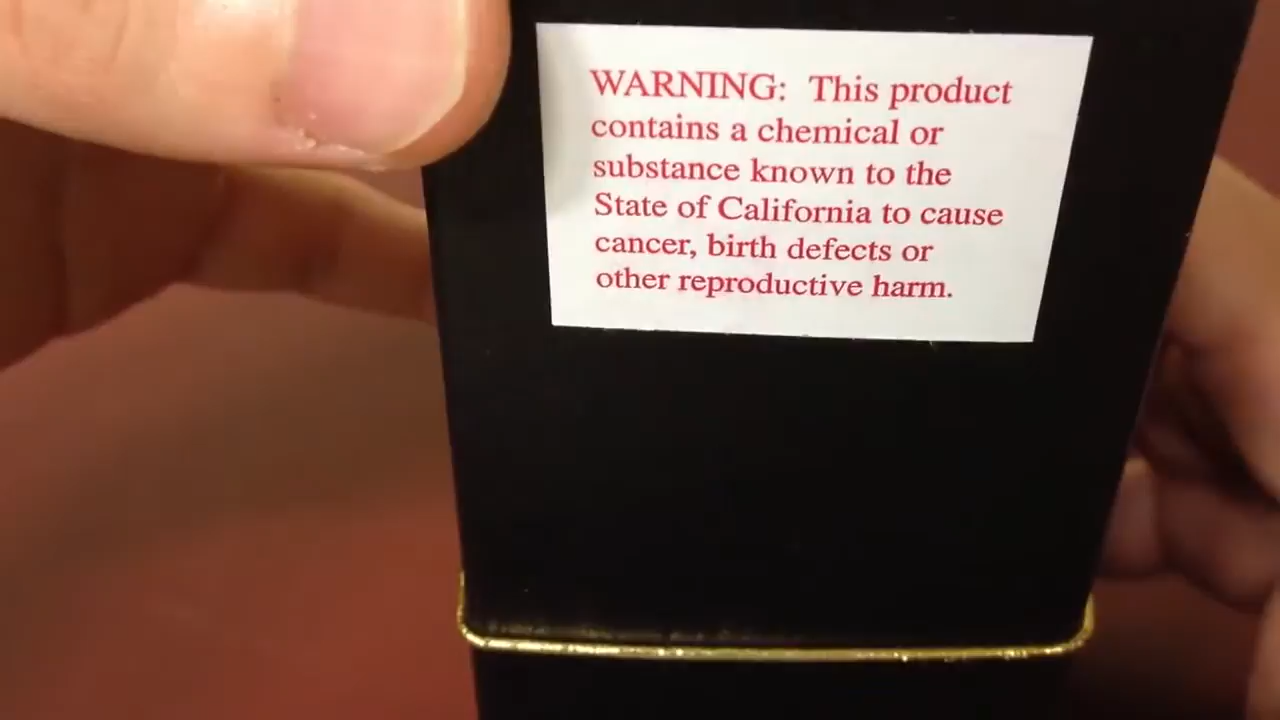 WARNING: This product
contains a chemical or
substance known to the
State of California to cause
cancer, birth defects or
other reproductive harm.